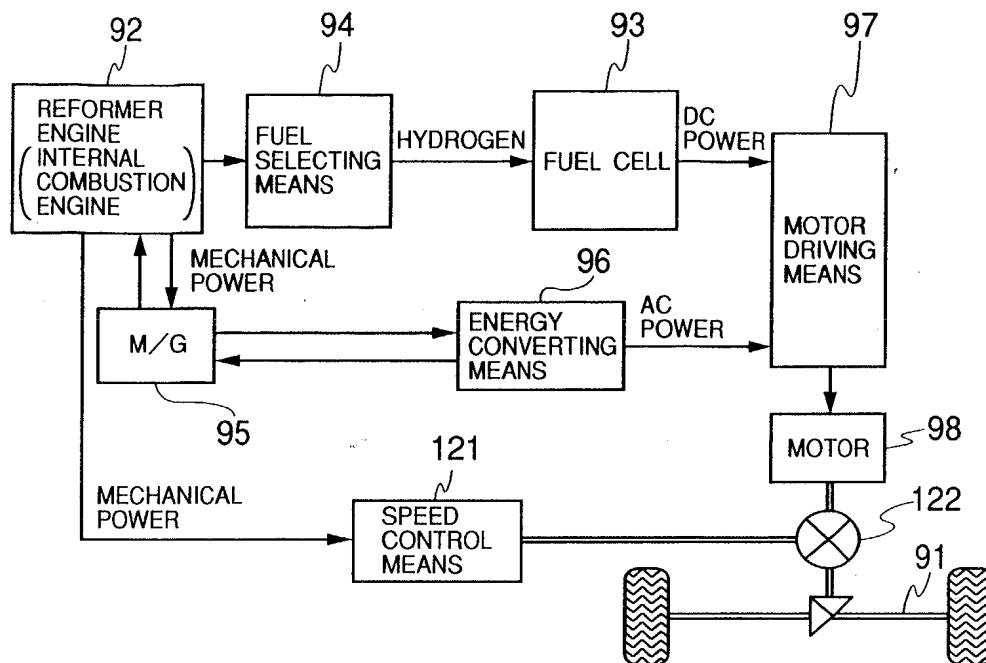 92
94
93
97
REFORMER
ENGINE
(INTERNAL
COMBUSTION
ENGINE)
FUEL
SELECTING
MEANS
HYDROGEN
FUEL CELL
DC
POWER
MOTOR
DRIVING
MEANS
MECHANICAL
POWER
96
M/G
ENERGY
CONVERTING
MEANS
AC
POWER
95
MOTOR
98
121
MECHANICAL
POWER
SPEED
CONTROL
MEANS
122
91